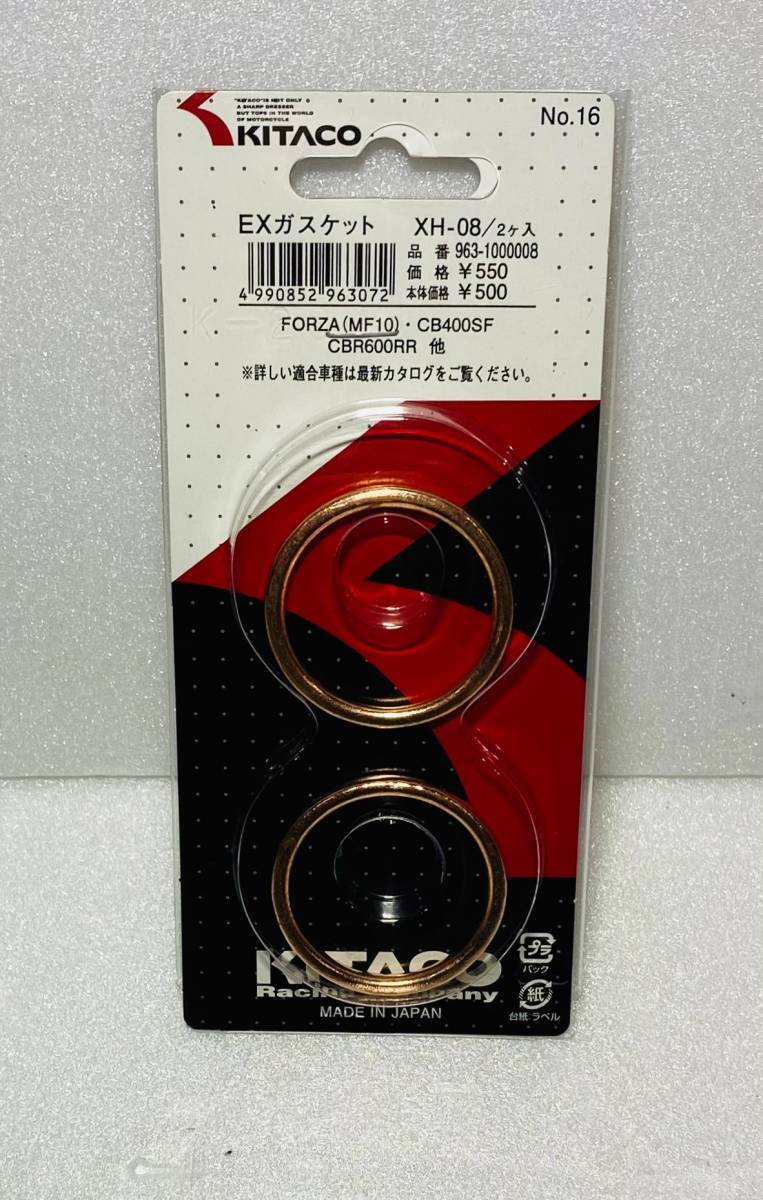 "KITACO" IS NOT ONLY
A SHARP DRESSER
BUT TOPS IN THE WORLD
OF MOTORCYCLE
KITACO
No.16
EXガスケット XH-08/2ケ入
品番 963-1000008
価格 ¥550
本体価格 ¥500
4 990852 963072
FORZA(MF10)・CB400SF
CBR600RR 他
※詳しい適合車種は最新カタログをご覧ください。
KITACO
Racing Company
MADE IN JAPAN
プラ
パック
紙
台紙:ラベル